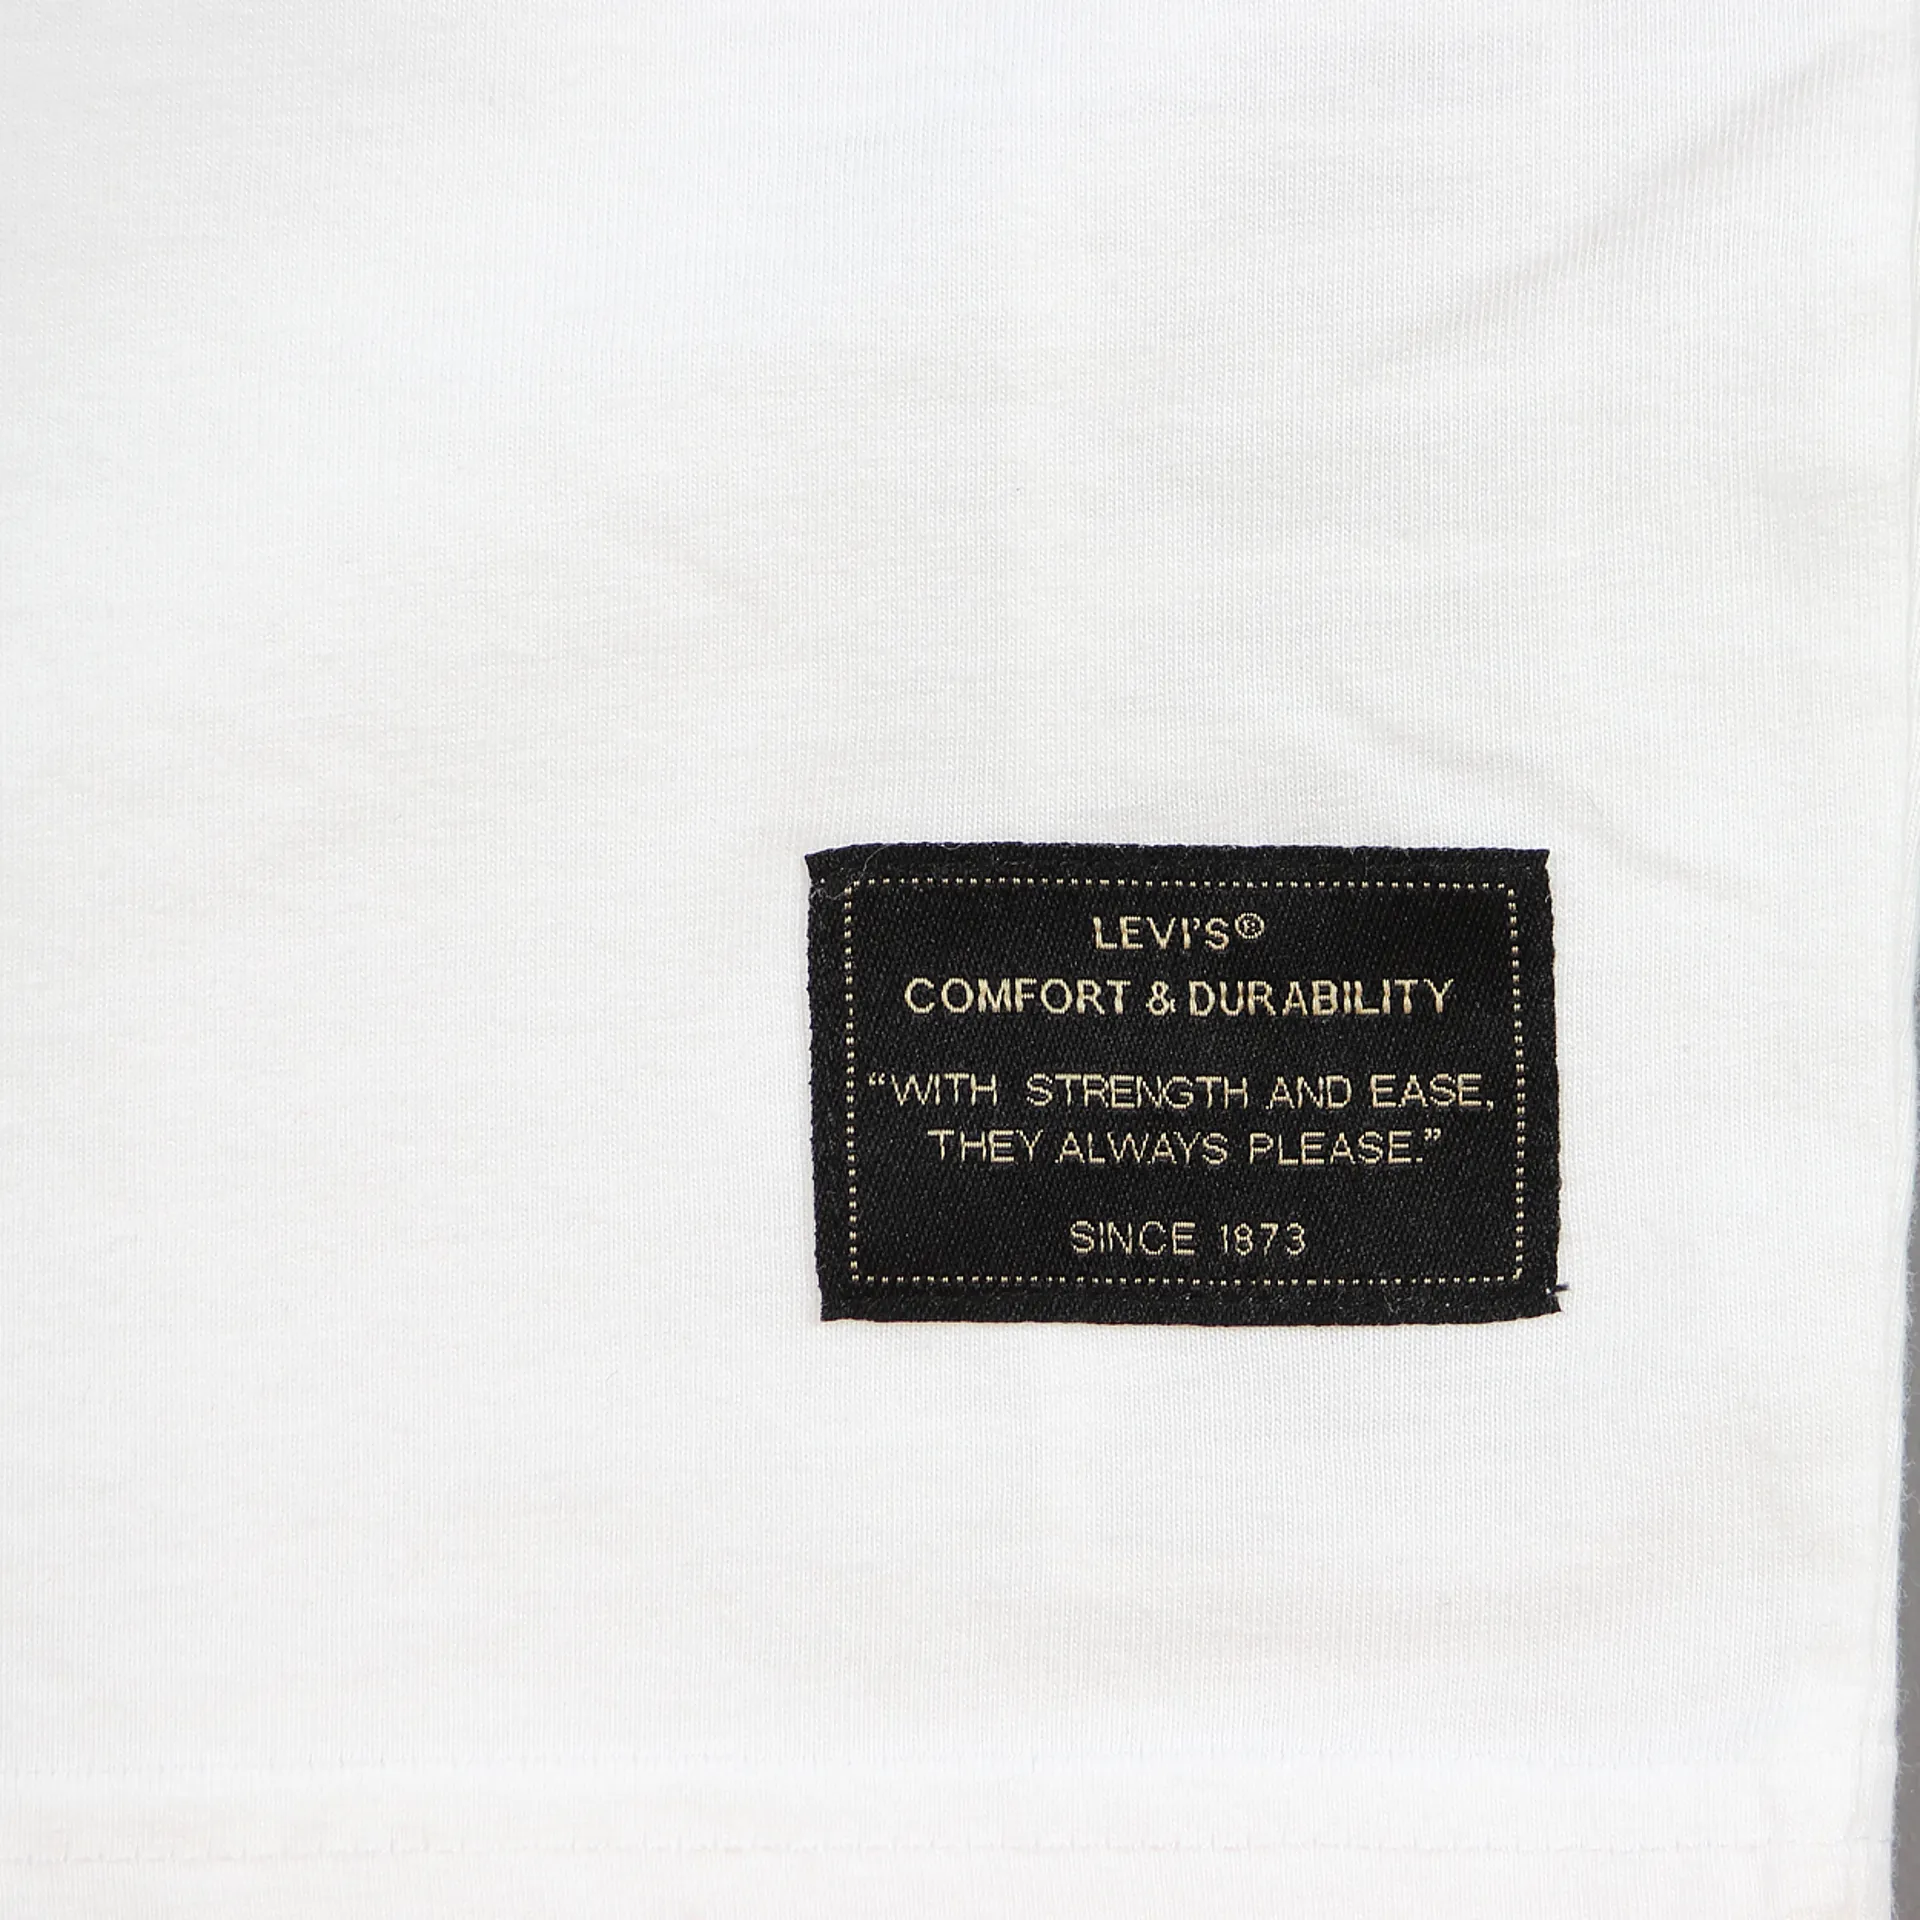 LEVI'S®
COMFORT & DURABILITY
“WITH STRENGTH AND EASE,
THEY ALWAYS PLEASE.”
SINCE 1873